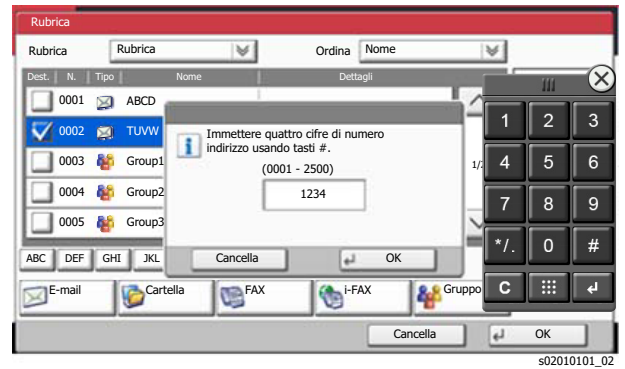 Rubrica
Rubrica Rubrica Ordina Nome
Dest. N. Tipo Nome Dettagli
0001 ABCD
0002 TUVW
0003 Group1
0004 Group2
0005 Group3
Immettere quattro cifre di numero
indirizzo usando tasti #.
(0001 - 2500)
1234
Cancella OK
1 2 3
4 5 6
7 8 9
*/. 0 #
C
ABC DEF GHI JKL
E-mail Cartella FAX i-FAX Gruppo
Cancella OK
s02010101_02